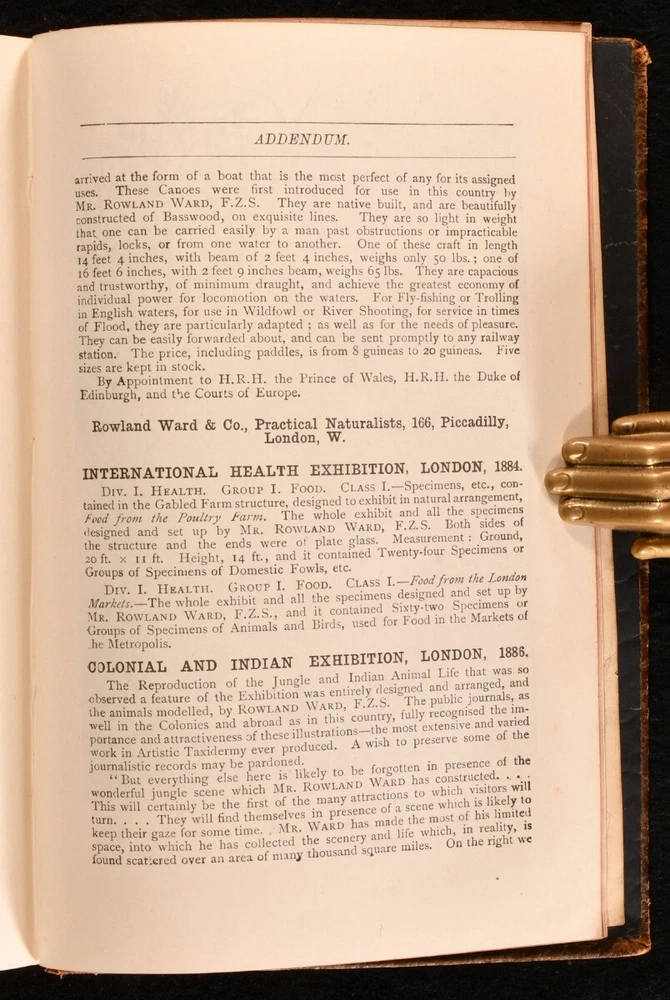 ADDENDUM.
arrived at the form of a boat that is the most perfect of any for its assigned
uses. These Canoes were first introduced for use in this country by
MR. ROWLAND WARD, F.Z.S. They are native built, and are beautifully
constructed of Basswood, on exquisite lines. They are so light in weight
that one can be carried easily by a man past obstructions or impracticable
rapids, locks, or from one water to another. One of these craft in length
14 feet 4 inches, with beam of 2 feet 4 inches, weighs only 50 lbs.; one of
16 feet 6 inches, with 2 feet 9 inches beam, weighs 65 lbs. They are capacious
and trustworthy, of minimum draught, and achieve the greatest economy of
individual power for locomotion on the waters. For Fly-fishing or Trolling
in English waters, for use in Wildfowl or River Shooting, for service in times
of Flood, they are particularly adapted; as well as for the needs of pleasure.
They can be easily forwarded about, and can be sent promptly to any railway
station. The price, including paddles, is from 8 guineas to 20 guineas. Five
sizes are kept in stock.
By Appointment to H.R.H. the Prince of Wales, H.R.H. the Duke of
Edinburgh, and the Courts of Europe.
Rowland Ward & Co., Practical Naturalists, 166, Piccadilly,
London, W.
INTERNATIONAL HEALTH EXHIBITION, LONDON, 1884.
DIV. I. HEALTH. GROUP I. FOOD. CLASS I.—Specimens, etc., con-
tained in the Gabled Farm structure, designed to exhibit in natural arrangement,
Food from the Poultry Farm. The whole exhibit and all the specimens
designed and set up by MR. ROWLAND WARD, F.Z.S. Both sides of
the structure and the ends were of plate glass. Measurement: Ground,
20 ft. × 11 ft. Height, 14 ft., and it contained Twenty-four Specimens or
Groups of Specimens of Domestic Fowls, etc.
DIV. I. HEALTH. GROUP I. FOOD. CLASS I.—Food from the London
Markets.—The whole exhibit and all the specimens designed and set up by
MR. ROWLAND WARD, F.Z.S., and it contained Sixty-two Specimens or
Groups of Specimens of Animals and Birds, used for Food in the Markets of
he Metropolis.
COLONIAL AND INDIAN EXHIBITION, LONDON, 1886.
The Reproduction of the Jungle and Indian Animal Life that was so
observed a feature of the Exhibition was entirely designed and arranged, and
the animals modelled, by ROWLAND WARD, F.Z.S. The public journals, as
well in the Colonies and abroad as in this country, fully recognised the im-
portance and attractiveness of these illustrations—the most extensive and varied
work in Artistic Taxidermy ever produced. A wish to preserve some of the
journalistic records may be pardoned.
"But everything else here is likely to be forgotten in presence of the
wonderful jungle scene which MR. ROWLAND WARD has constructed. . . .
This will certainly be the first of the many attractions to which visitors will
turn. . . . They will find themselves in presence of a scene which is likely to
keep their gaze for some time. . MR. WARD has made the most of his limited
space, into which he has collected the scenery and life which, in reality, is
found scattered over an area of many thousand square miles. On the right we